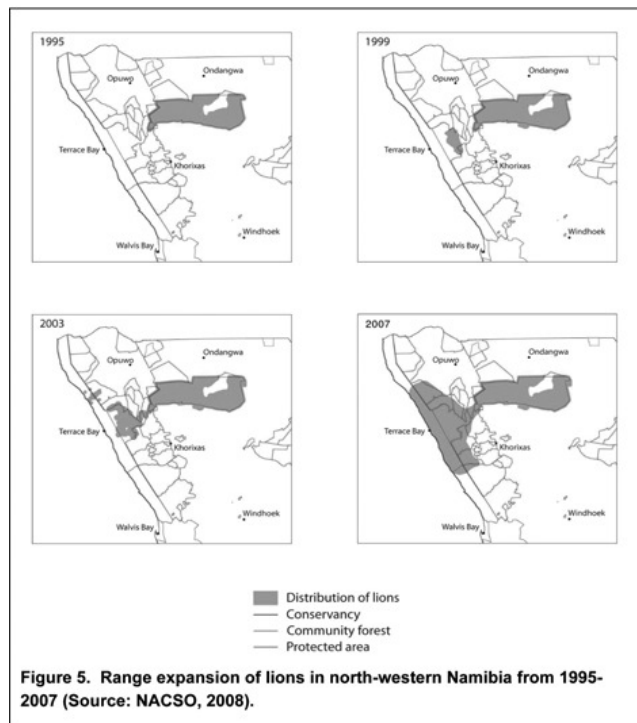 1995
Opuwo
Ondangwa
Terrace Bay
Khorixas
Windhoek
Walvis Bay
1999
Opuwo
Ondangwa
Terrace Bay
Khorixas
Windhoek
Walvis Bay
2003
Opuwo
Ondangwa
Terrace Bay
Khorixas
Windhoek
Walvis Bay
2007
Opuwo
Ondangwa
Terrace Bay
Khorixas
Windhoek
Walvis Bay
Distribution of lions
Conservancy
Community forest
Protected area
Figure 5. Range expansion of lions in north-western Namibia from 1995-
2007 (Source: NACSO, 2008).